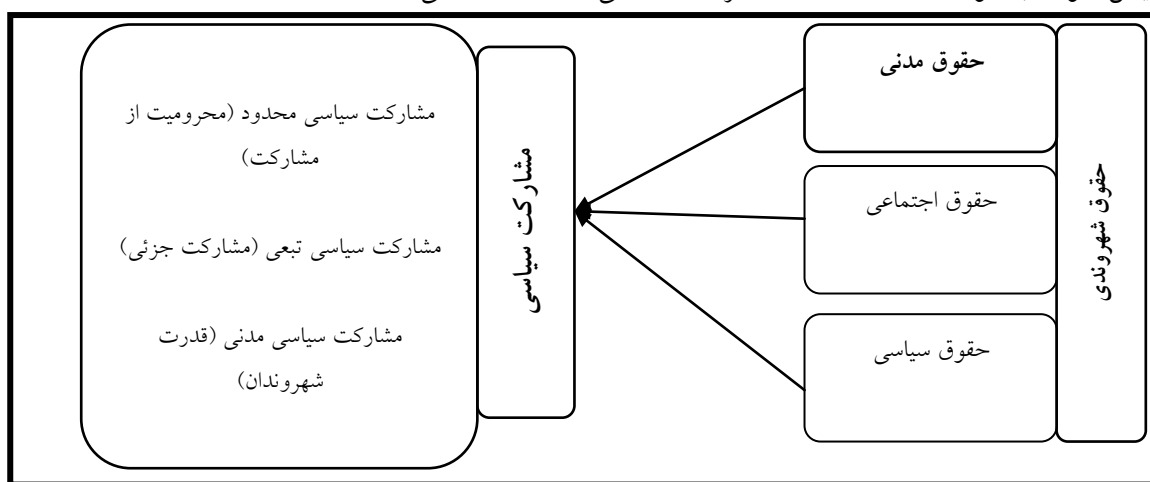 حقوق شهروندی
حقوق مدنی
حقوق اجتماعی
حقوق سیاسی
مشارکت سیاسی
مشارکت سیاسی محدود (محرومیت از
مشارکت)
مشارکت سیاسی تبعی (مشارکت جزئی)
مشارکت سیاسی مدنی (قدرت
شهروندان)